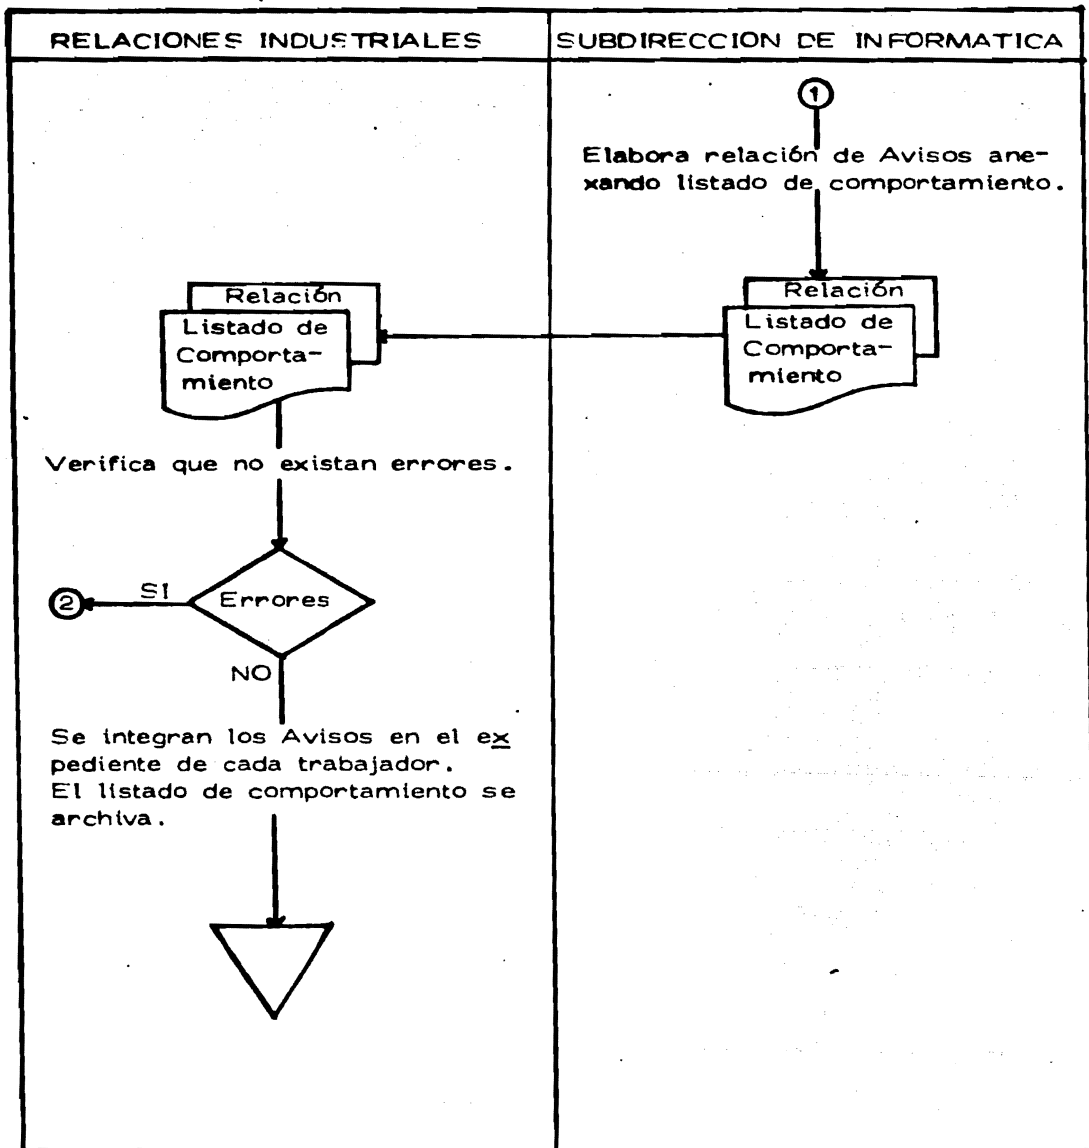 RELACIONES INDUSTRIALES
SUBDIRECCION DE INFORMATICA
1
Elabora relación de Avisos ane-
xando listado de comportamiento.
Relación
Listado de
Comporta-
miento
Relación
Listado de
Comporta-
miento
Verifica que no existan errores.
Errores
SI
2
NO
Se integran los Avisos en el ex
pediente de cada trabajador.
El listado de comportamiento se
archiva.